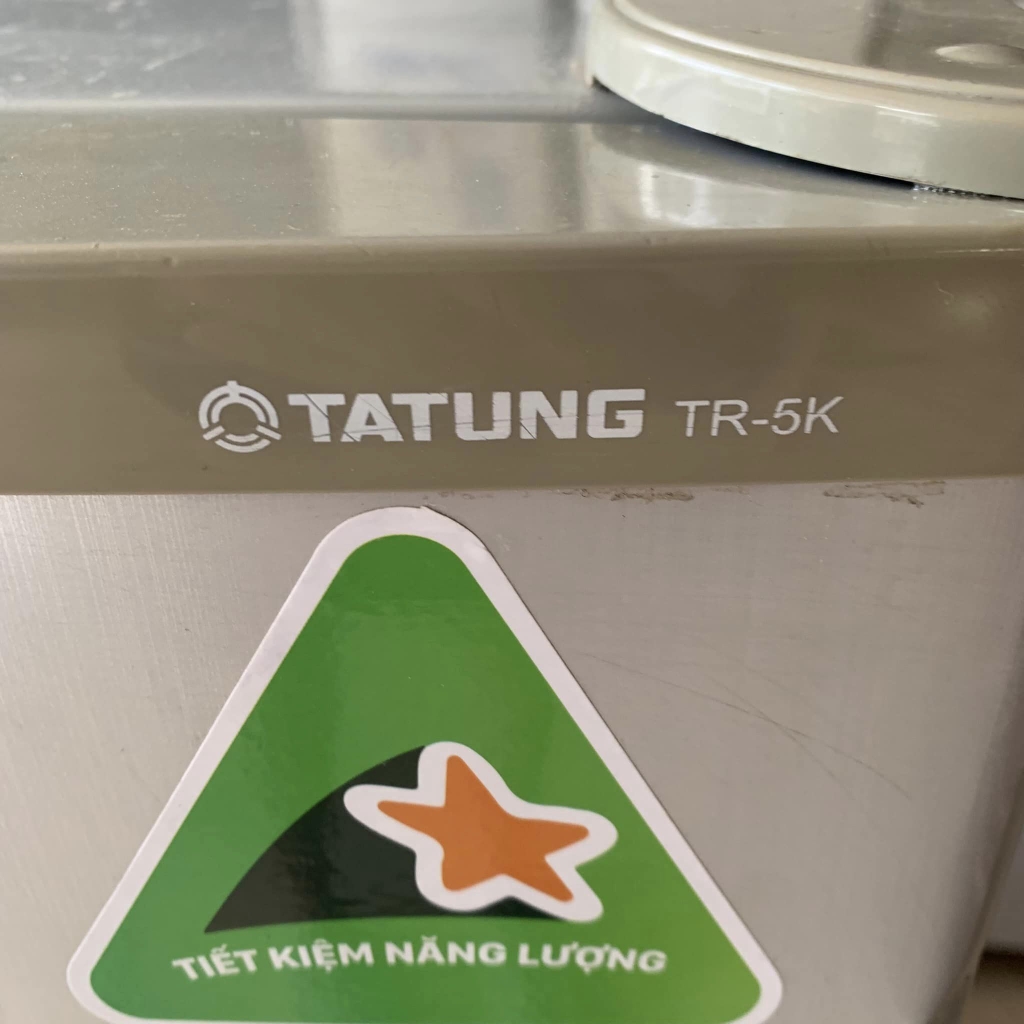 TATUNG TR-5K
TIẾT KIỆM NĂNG LƯỢNG